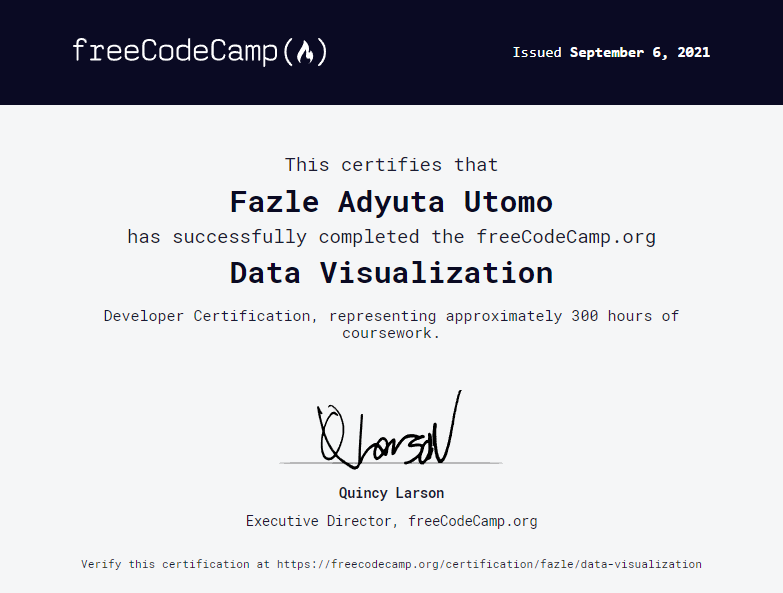 freeCodeCamp
Issued September 6, 2021
This certifies that
Fazle Adyuta Utomo
has successfully completed the freeCodeCamp.org
Data Visualization
Developer Certification, representing approximately 300 hours of
coursework.
QLarson
Quincy Larson
Executive Director, freeCodeCamp.org
Verify this certification at https://freecodecamp.org/certification/fazle/data-visualization